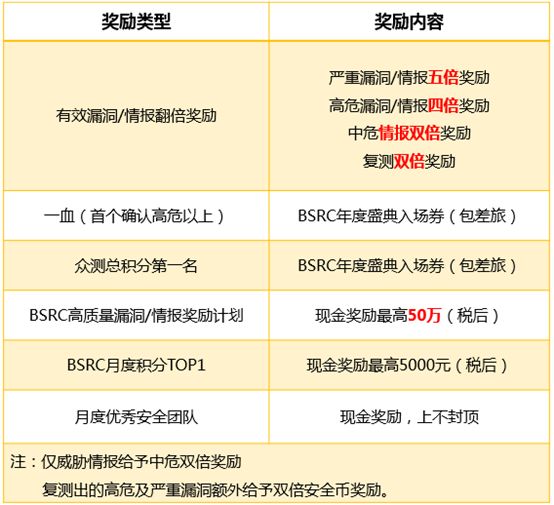 奖励类型 奖励内容
有效漏洞/情报翻倍奖励
严重漏洞/情报五倍奖励
高危漏洞/情报四倍奖励
中危情报双倍奖励
复测双倍奖励
一血（首个确认高危以上） BSRC年度盛典入场券（包差旅）
众测总积分第一名 BSRC年度盛典入场券（包差旅）
BSRC高质量漏洞/情报奖励计划 现金奖励最高50万（税后）
BSRC月度积分TOP1 现金奖励最高5000元（税后）
月度优秀安全团队 现金奖励，上不封顶
注：仅威胁情报给予中危双倍奖励
复测出的高危及严重漏洞额外给予双倍安全币奖励。